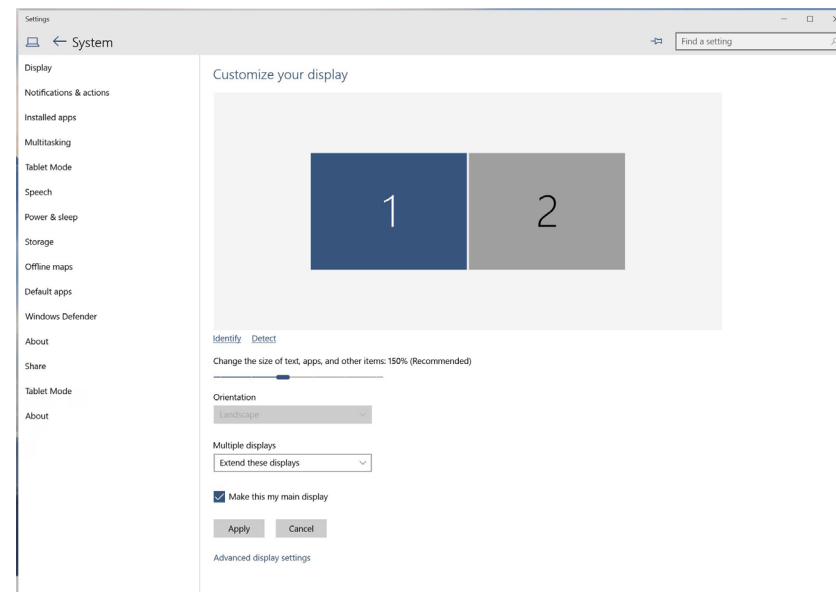 Settings
System
Find a setting
Display
Notifications & actions
Installed apps
Multitasking
Tablet Mode
Speech
Power & sleep
Storage
Offline maps
Default apps
Windows Defender
About
Share
Tablet Mode
About
Customize your display
1
2
Identify Detect
Change the size of text, apps, and other items: 150% (Recommended)
Orientation
Landscape
Multiple displays
Extend these displays
Make this my main display
Apply Cancel
Advanced display settings